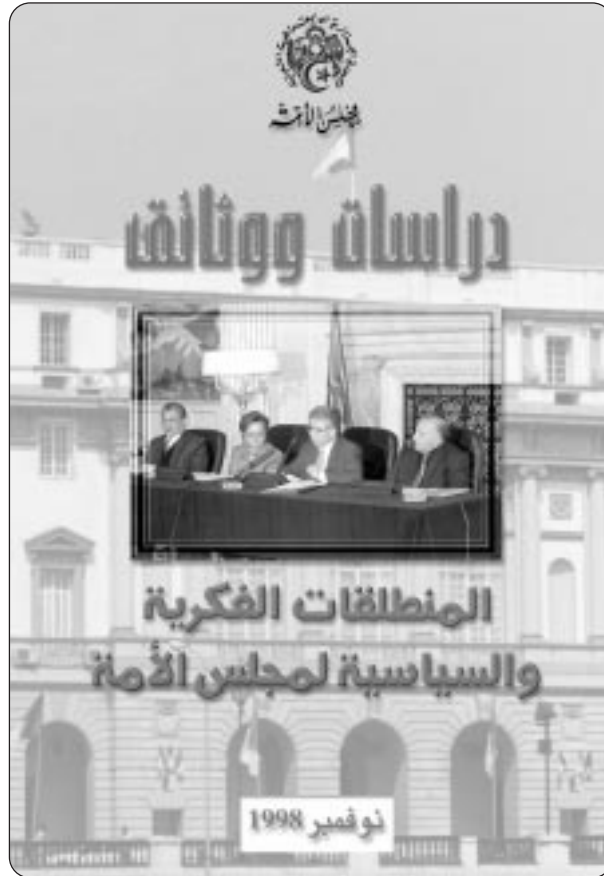 مجلس الأمة
دراسات ووثائق
المنطلقات الفكرية
والسياسية لمجلس الأمة
نوفمبر 1998